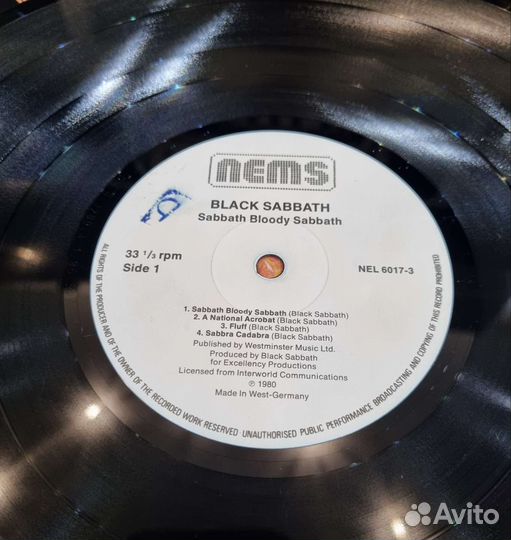 nems
BLACK SABBATH
Sabbath Bloody Sabbath
33 1/3 rpm
Side 1
NEL 6017-3
1. Sabbath Bloody Sabbath (Black Sabbath)
2. A National Acrobat (Black Sabbath)
3. Fluff (Black Sabbath)
4. Sabbra Cadabra (Black Sabbath)
Published by Westminster Music Ltd.
Produced by Black Sabbath
for Excellency Productions
Licensed from Interworld Communications
℗ 1980
Made in West-Germany
ALL RIGHTS OF THE PRODUCER AND OF THE OWNER OF THE RECORDED WORK RESERVED UNAUTHORISED PUBLIC PERFORMANCE BROADCASTING AND COPYING OF THIS RECORD PROHIBITED
Avito